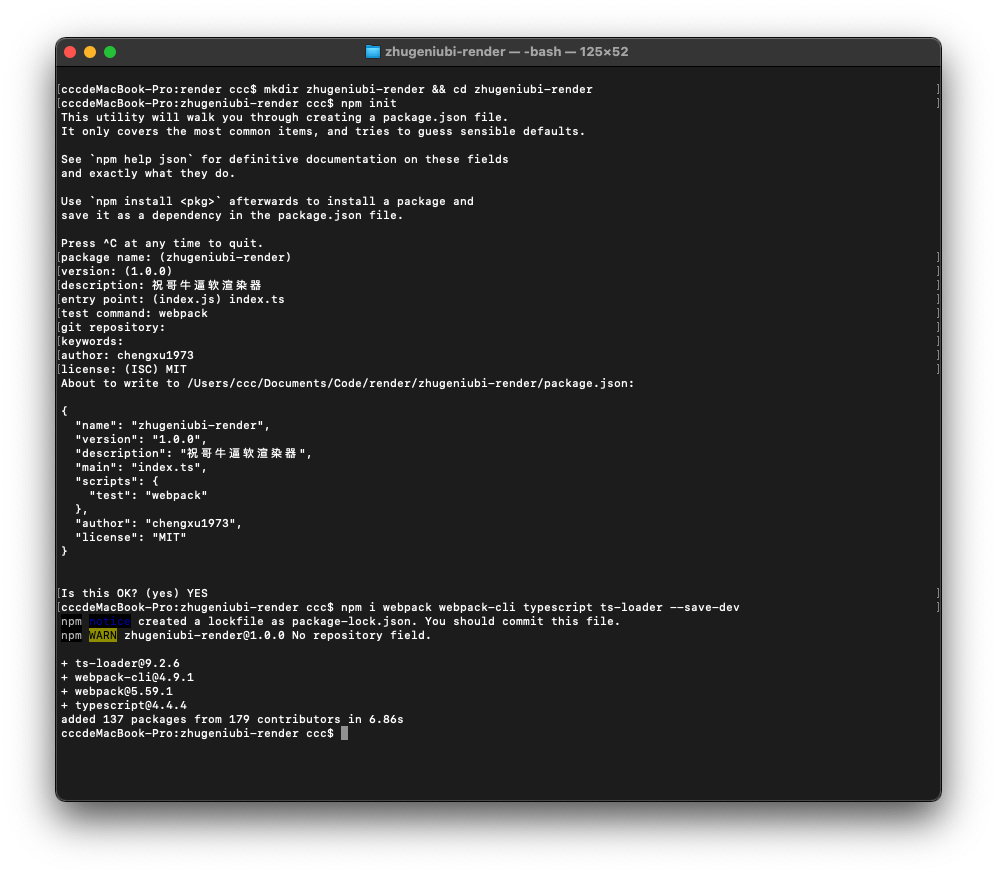 zhugeniubi-render — -bash — 125×52
cccdeMacBook-Pro:render ccc$ mkdir zhugeniubi-render && cd zhugeniubi-render
cccdeMacBook-Pro:zhugeniubi-render ccc$ npm init
This utility will walk you through creating a package.json file.
It only covers the most common items, and tries to guess sensible defaults.
See `npm help json` for definitive documentation on these fields
and exactly what they do.
Use `npm install <pkg>` afterwards to install a package and
save it as a dependency in the package.json file.
Press ^C at any time to quit.
package name: (zhugeniubi-render)
version: (1.0.0)
description: 祝哥牛逼软渲染器
entry point: (index.js) index.ts
test command: webpack
git repository:
keywords:
author: chengxu1973
license: (ISC) MIT
About to write to /Users/ccc/Documents/Code/render/zhugeniubi-render/package.json:
{
  "name": "zhugeniubi-render",
  "version": "1.0.0",
  "description": "祝哥牛逼软渲染器",
  "main": "index.ts",
  "scripts": {
    "test": "webpack"
  },
  "author": "chengxu1973",
  "license": "MIT"
}
Is this OK? (yes) YES
cccdeMacBook-Pro:zhugeniubi-render ccc$ npm i webpack webpack-cli typescript ts-loader --save-dev
npm notice created a lockfile as package-lock.json. You should commit this file.
npm WARN zhugeniubi-render@1.0.0 No repository field.
+ ts-loader@9.2.6
+ webpack-cli@4.9.1
+ webpack@5.59.1
+ typescript@4.4.4
added 137 packages from 179 contributors in 6.86s
cccdeMacBook-Pro:zhugeniubi-render ccc$